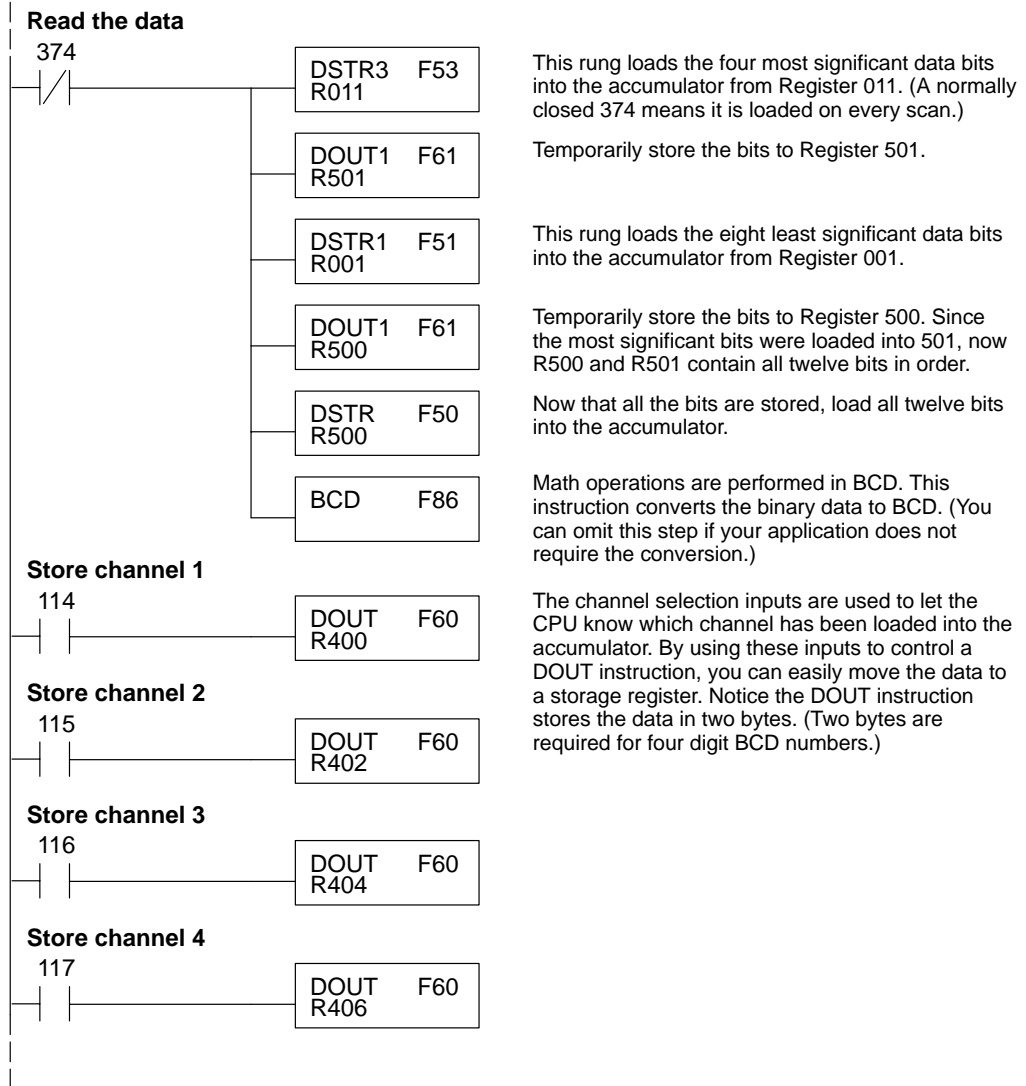 Read the data
374
DSTR3 F53
R011
This rung loads the four most significant data bits
into the accumulator from Register 011. (A normally
closed 374 means it is loaded on every scan.)
DOUT1 F61
R501
Temporarily store the bits to Register 501.
DSTR1 F51
R001
This rung loads the eight least significant data bits
into the accumulator from Register 001.
DOUT1 F61
R500
Temporarily store the bits to Register 500. Since
the most significant bits were loaded into 501, now
R500 and R501 contain all twelve bits in order.
DSTR F50
R500
Now that all the bits are stored, load all twelve bits
into the accumulator.
BCD F86
Math operations are performed in BCD. This
instruction converts the binary data to BCD. (You
can omit this step if your application does not
require the conversion.)
Store channel 1
114
DOUT F60
R400
The channel selection inputs are used to let the
CPU know which channel has been loaded into the
accumulator. By using these inputs to control a
DOUT instruction, you can easily move the data to
a storage register. Notice the DOUT instruction
stores the data in two bytes. (Two bytes are
required for four digit BCD numbers.)
Store channel 2
115
DOUT F60
R402
Store channel 3
116
DOUT F60
R404
Store channel 4
117
DOUT F60
R406